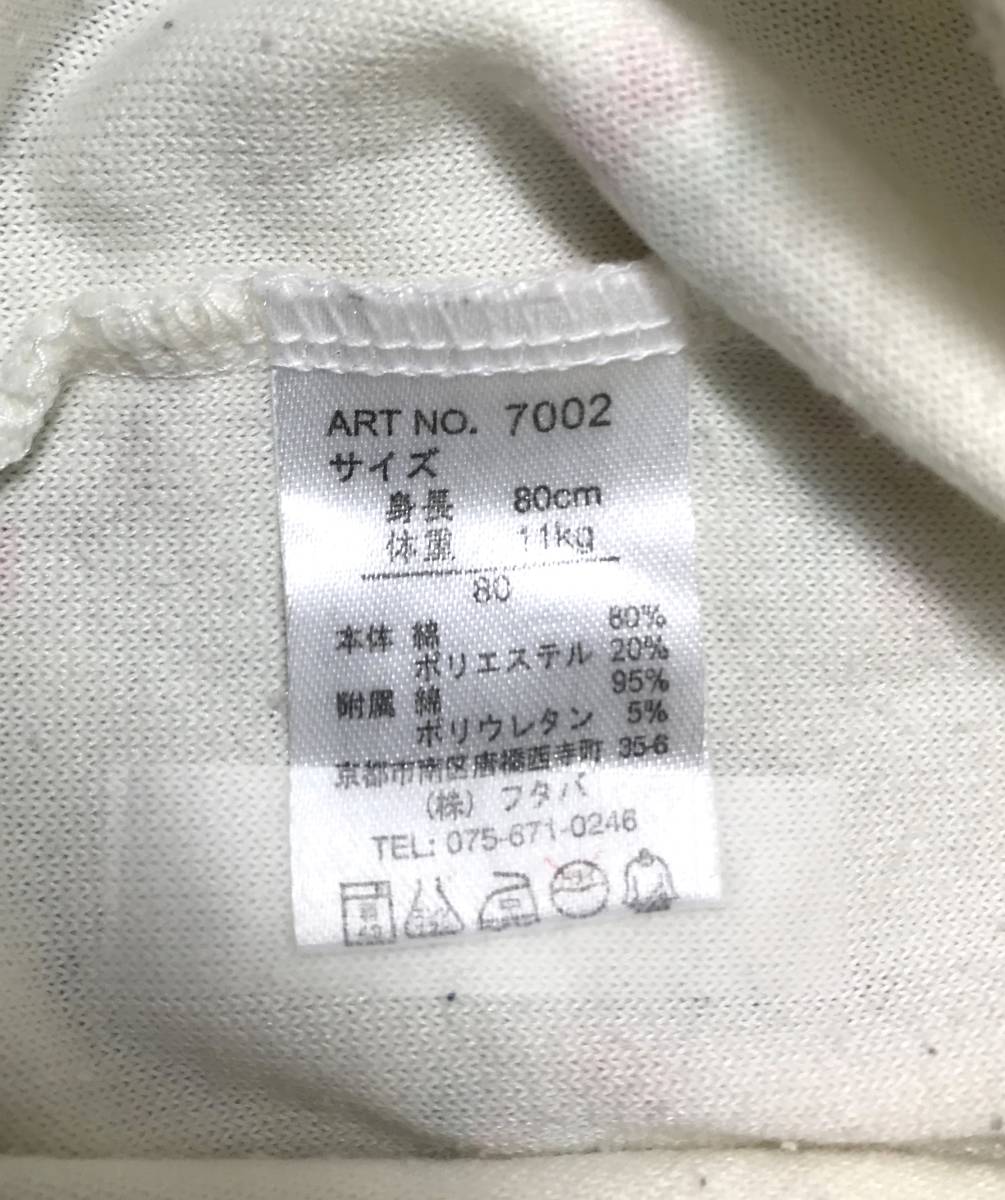 ART NO. 7002
サイズ
身長 80cm
体重 11kg
80
本体 綿 80%
ポリエステル 20%
附属 綿 95%
ポリウレタン 5%
京都市南区唐橋西寺町 35-6
(株) フタバ
TEL: 075-671-0246